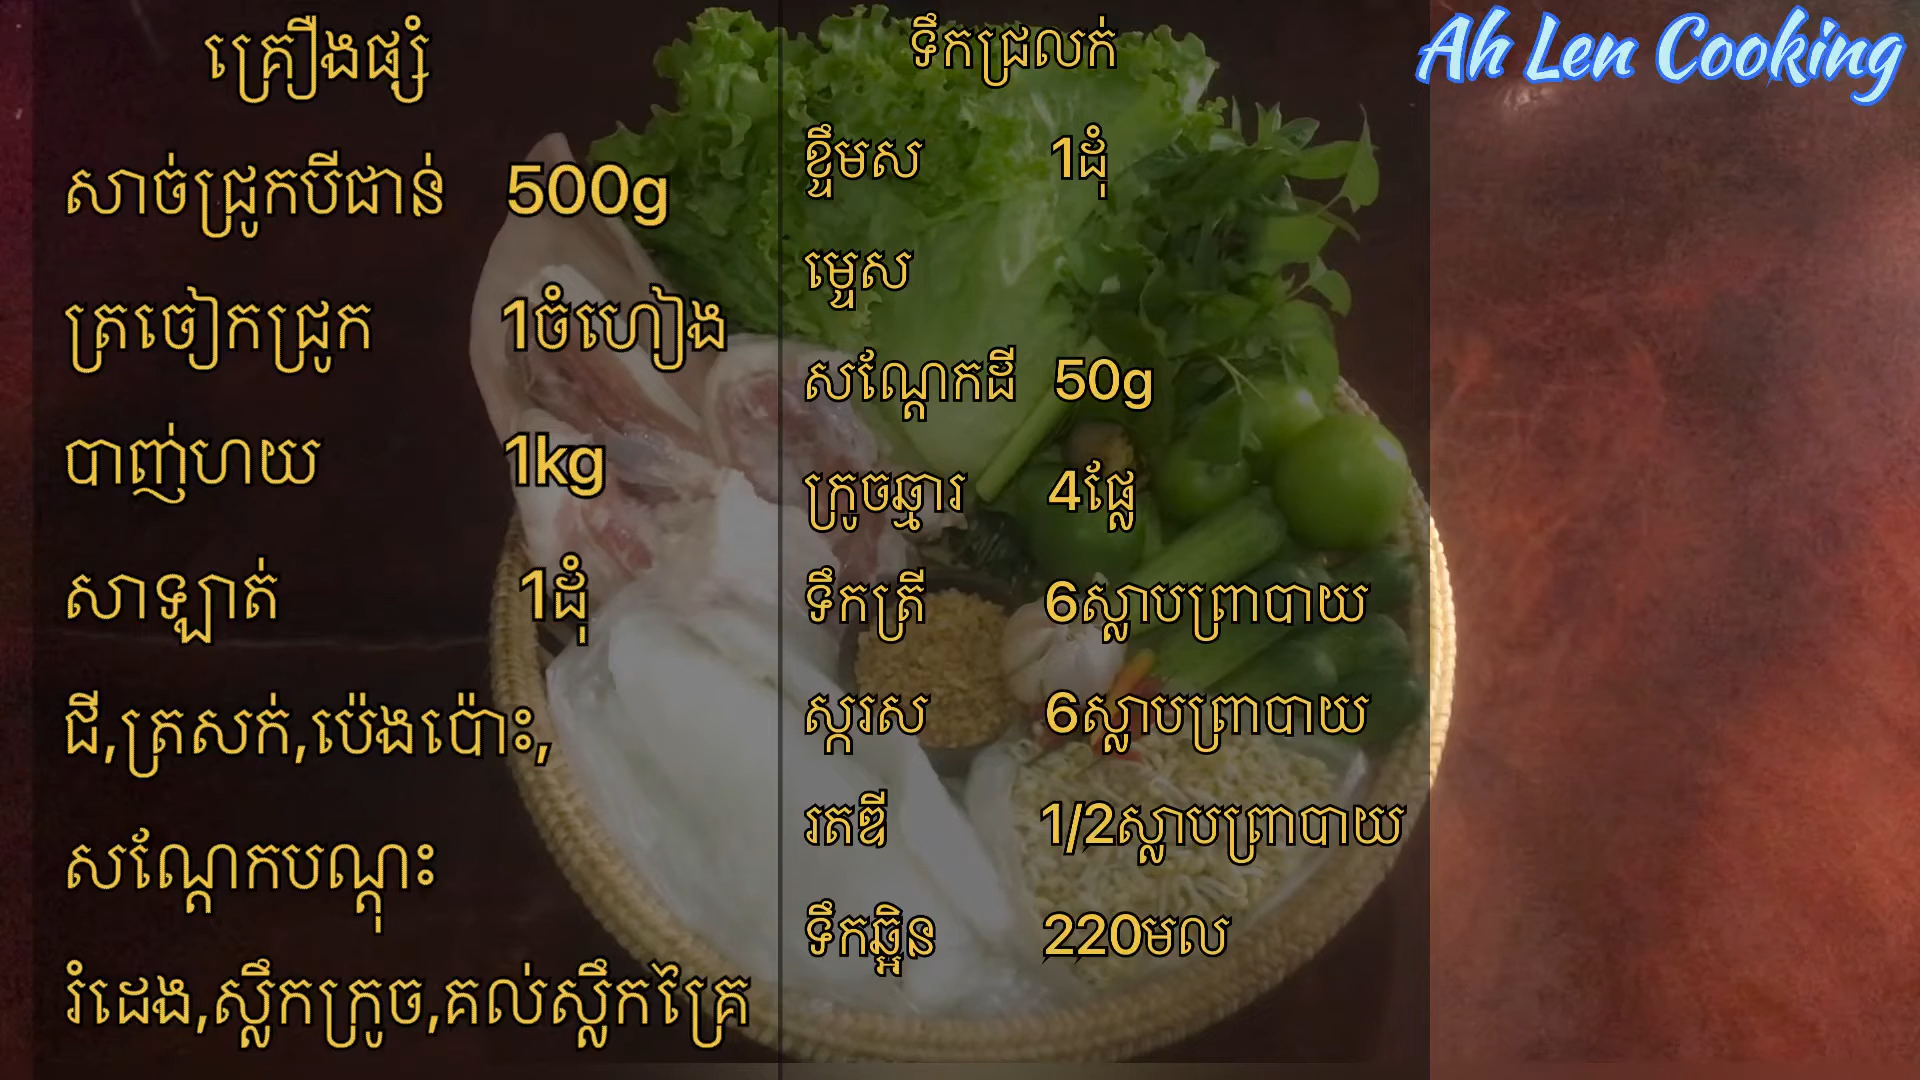 គ្រឿងផ្សំ
សាច់ជ្រូកបីជាន់ 500g
ត្រចៀកជ្រូក 1ចំហៀង
បាញ់ហយ 1kg
សាឡាត់ 1ដុំ
ជី,ត្រសក់,ប៉េងប៉ោះ,
សណ្តែកបណ្តុះ
រំដេង,ស្លឹកក្រូច,គល់ស្លឹកគ្រៃ
ទឹកជ្រលក់
ខ្ទឹមស 1ដុំ
ម្ទេស
សណ្តែកដី 50g
ក្រូចឆ្មារ 4ផ្លែ
ទឹកត្រី 6ស្លាបព្រាបាយ
ស្ករស 6ស្លាបព្រាបាយ
រតឌី 1/2ស្លាបព្រាបាយ
ទឹកឆ្អិន 220មល
Ah Len Cooking